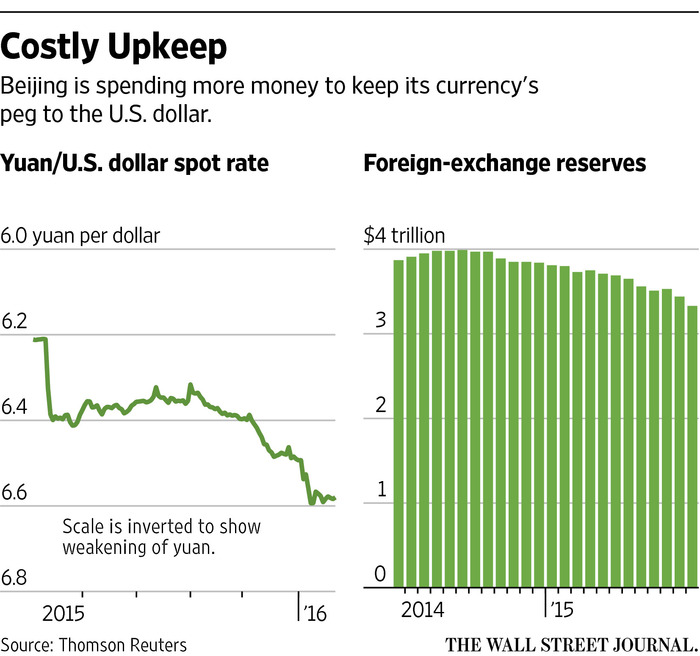 Costly Upkeep
Beijing is spending more money to keep its currency's
peg to the U.S. dollar.
Yuan/U.S. dollar spot rate
6.0 yuan per dollar
6.2
6.4
6.6
Scale is inverted to show
weakening of yuan.
6.8
2015
'16
Foreign-exchange reserves
$4 trillion
3
2
1
0
2014
'15
Source: Thomson Reuters
THE WALL STREET JOURNAL.